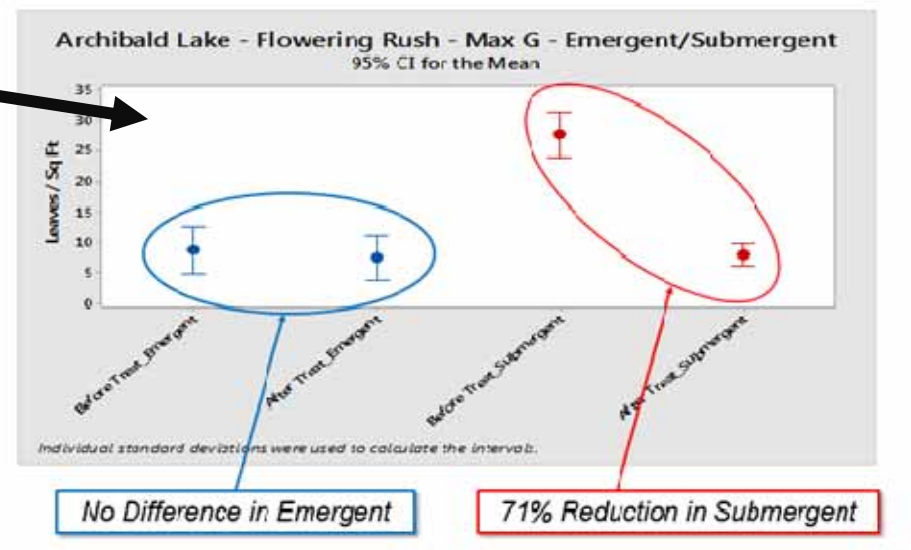 Archibald Lake - Flowering Rush - Max G - Emergent/Submergent
95% CI for the Mean
35
30
25
20
15
10
5
0
Leaves / Sq Ft
Before Treat_Emergent
After Treat_Emergent
Before Treat_Submergent
After Treat_Submergent
Individual standard deviations were used to calculate the intervals.
No Difference in Emergent
71% Reduction in Submergent